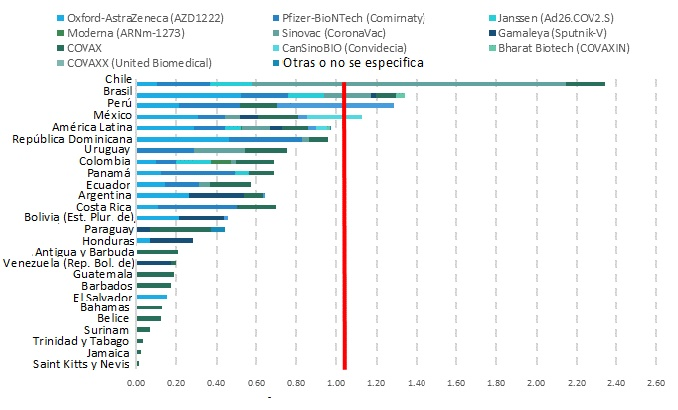 Oxford-AstraZeneca (AZD1222) Pfizer-BioNTech (Comirnaty) Janssen (Ad26.COV2.S)
Moderna (ARNm-1273) Sinovac (CoronaVac) Gamaleya (Sputnik-V)
COVAX CanSinoBIO (Convidecia) Bharat Biotech (COVAXIN)
COVAXX (United Biomedical) Otras o no se especifica
Chile
Brasil
Perú
México
América Latina
República Dominicana
Uruguay
Colombia
Panamá
Ecuador
Argentina
Costa Rica
Bolivia (Est. Plur. de)
Paraguay
Honduras
Antigua y Barbuda
Venezuela (Rep. Bol. de)
Guatemala
Barbados
El Salvador
Bahamas
Belice
Surinam
Trinidad y Tabago
Jamaica
Saint Kitts y Nevis
0.00 0.20 0.40 0.60 0.80 1.00 1.20 1.40 1.60 1.80 2.00 2.20 2.40 2.60